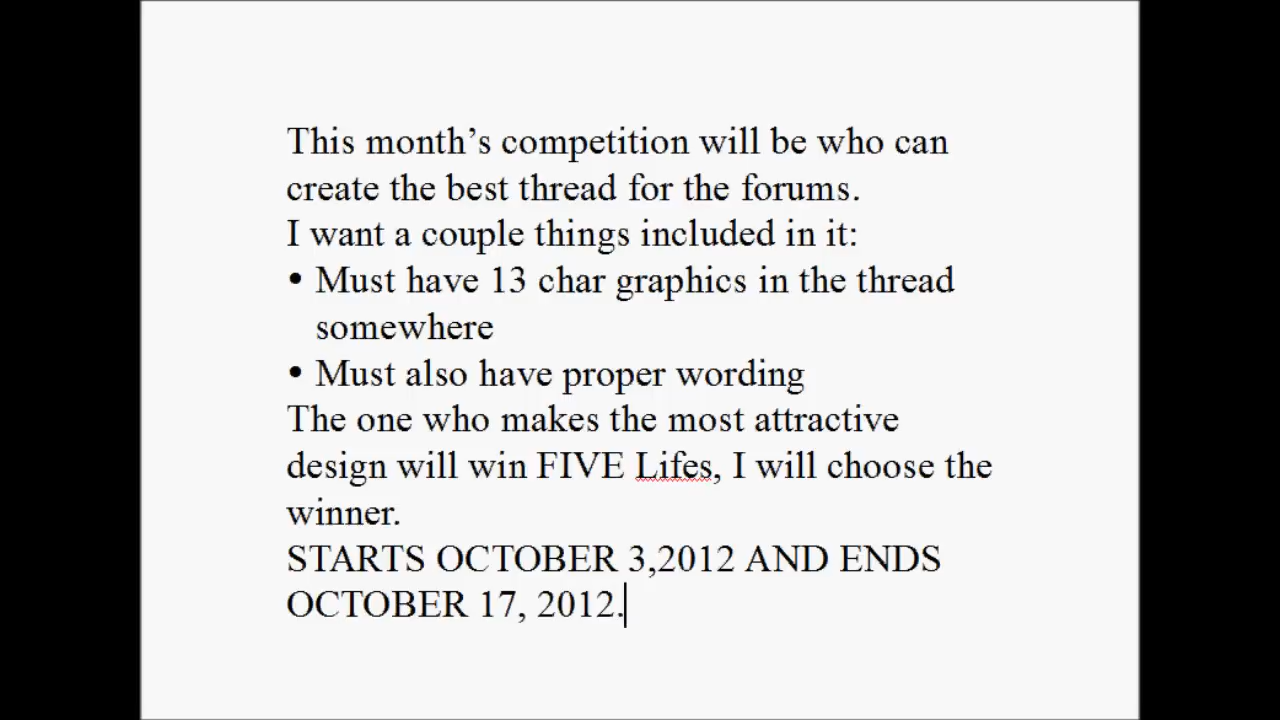 This month’s competition will be who can
create the best thread for the forums.
I want a couple things included in it:
• Must have 13 char graphics in the thread
somewhere
• Must also have proper wording
The one who makes the most attractive
design will win FIVE Lifes, I will choose the
winner.
STARTS OCTOBER 3,2012 AND ENDS
OCTOBER 17, 2012.